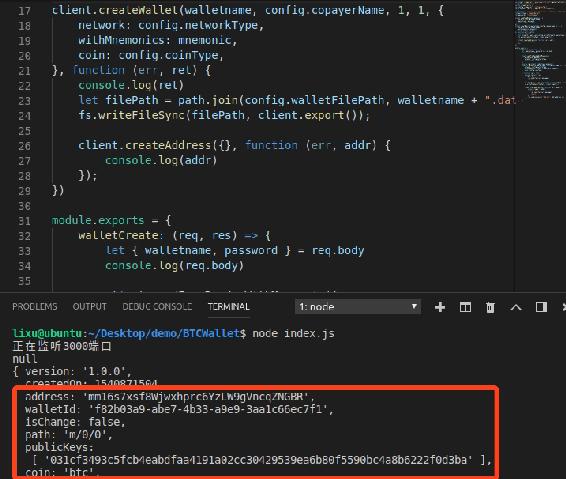 17 client.createWallet(walletname, config.copayerName, 1, 1, {
18 network: config.networkType,
19 withMnemonics: mnemonic,
20 coin: config.coinType,
21 }, function (err, ret) {
22 console.log(ret)
23 let filePath = path.join(config.walletFilePath, walletname + ".dat
24 fs.writeFileSync(filePath, client.export());
25
26 client.createAddress({}, function (err, addr) {
27 console.log(addr)
28 });
29 })
30
31 module.exports = {
32 walletCreate: (req, res) => {
33 let { walletname, password } = req.body
34 console.log(req.body)
35
PROBLEMS OUTPUT DEBUG CONSOLE TERMINAL 1: node
lixu@ubuntu:~/Desktop/demo/BTCWallet$ node index.js
正在监听3000端口
null
{ version: '1.0.0',
createdOn: 1540871504,
address: 'mm16s7xsf8Wjwxhprc6YzLW9gVncqZNGBR',
walletId: 'f82b03a9-abe7-4b33-a9e9-3aa1c66ec7f1',
isChange: false,
path: 'm/0/0',
publicKeys:
[ '031cf3493c5fcb4eabdfaa4191a02cc30429539ea6b80f5590bc4a8b6222f0d3ba' ],
coin: 'btc',